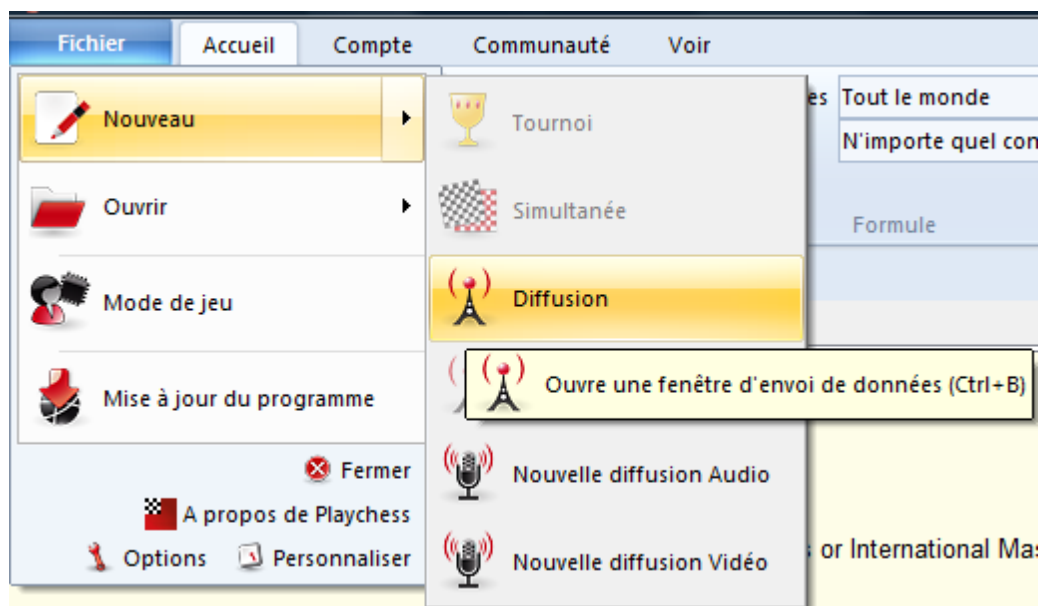 Fichier
Accueil
Compte
Communauté
Voir
Nouveau
Ouvrir
Mode de jeu
Mise à jour du programme
Fermer
A propos de Playchess
Options
Personnaliser
Tournoi
Simultanée
Diffusion
Ouvre une fenêtre d'envoi de données (Ctrl+B)
Nouvelle diffusion Audio
Nouvelle diffusion Vidéo
Tout le monde
N'importe quel
Formule
or International